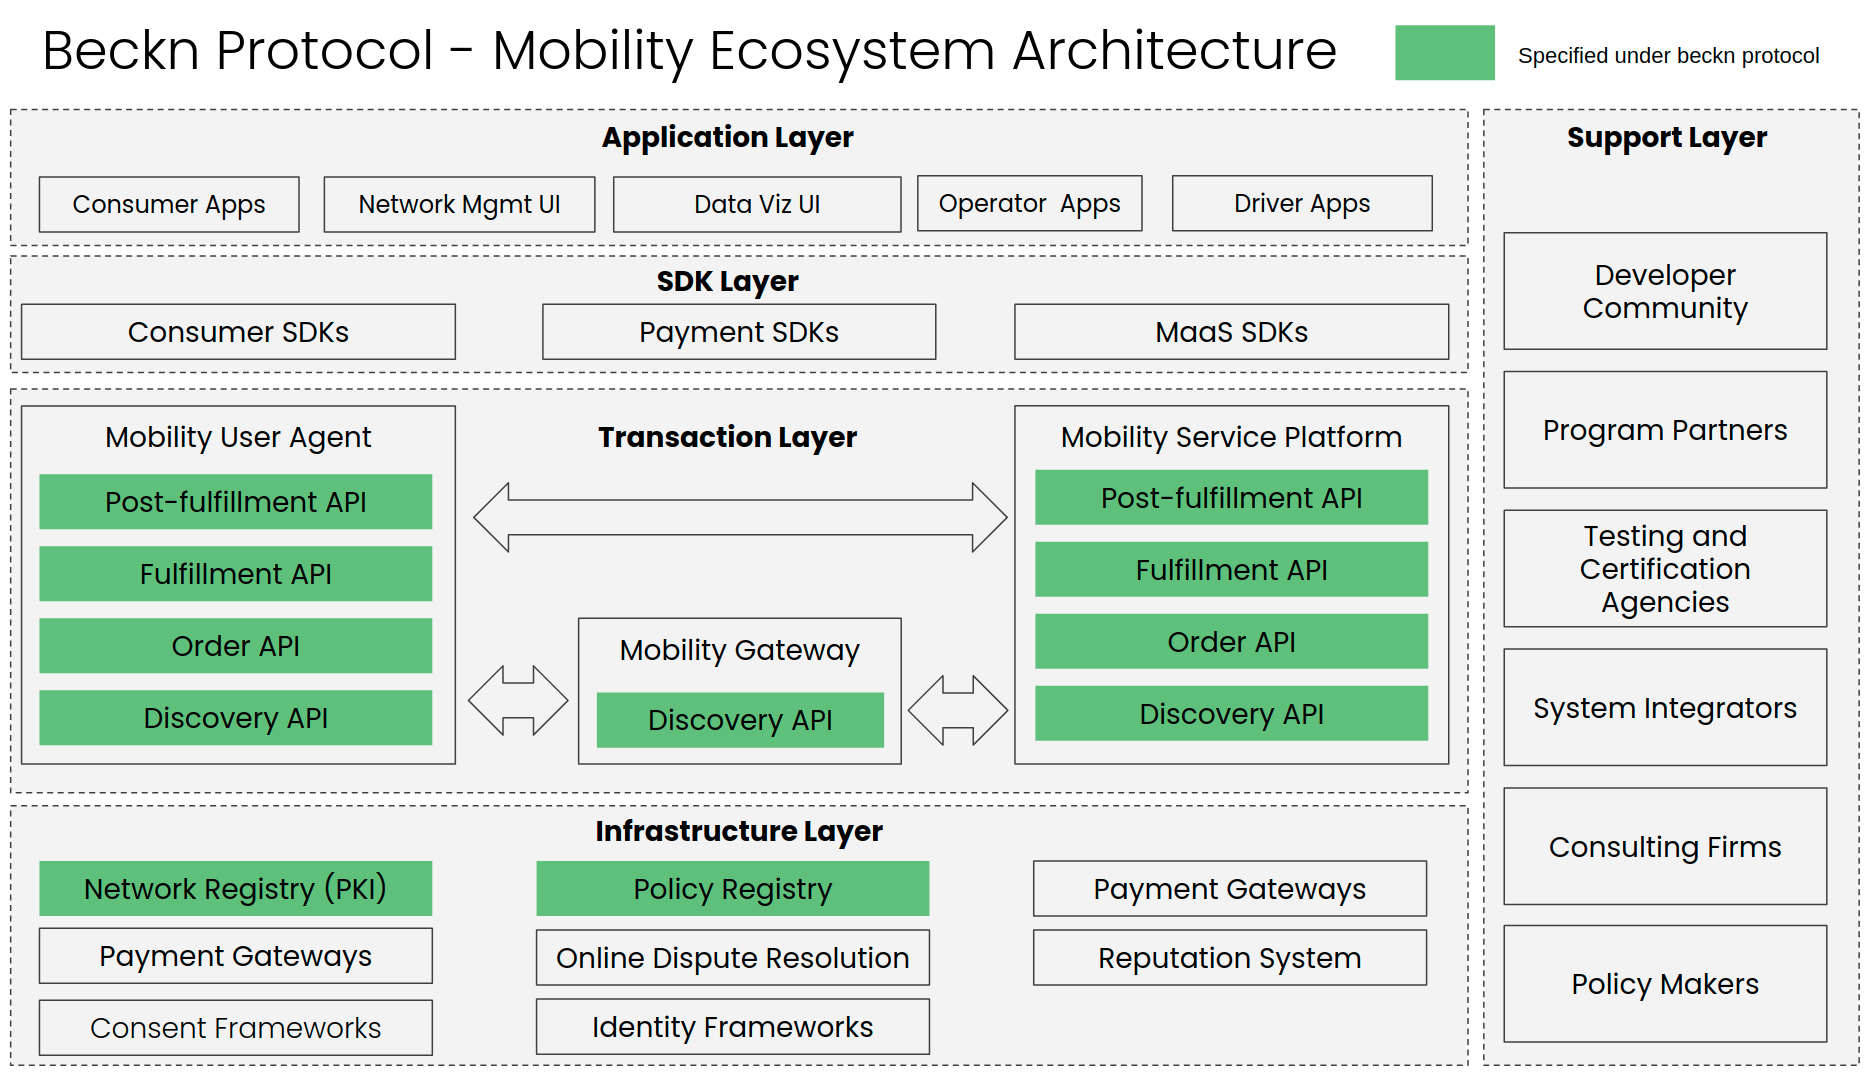 Beckn Protocol - Mobility Ecosystem Architecture
Specified under beckn protocol
Application Layer
Consumer Apps
Network Mgmt UI
Data Viz UI
Operator  Apps
Driver Apps
SDK Layer
Consumer SDKs
Payment SDKs
MaaS SDKs
Transaction Layer
Mobility User Agent
Post-fulfillment API
Fulfillment API
Order API
Discovery API
Mobility Gateway
Discovery API
Mobility Service Platform
Post-fulfillment API
Fulfillment API
Order API
Discovery API
Infrastructure Layer
Network Registry (PKI)
Policy Registry
Payment Gateways
Payment Gateways
Online Dispute Resolution
Reputation System
Consent Frameworks
Identity Frameworks
Support Layer
Developer
Community
Program Partners
Testing and
Certification
Agencies
System Integrators
Consulting Firms
Policy Makers